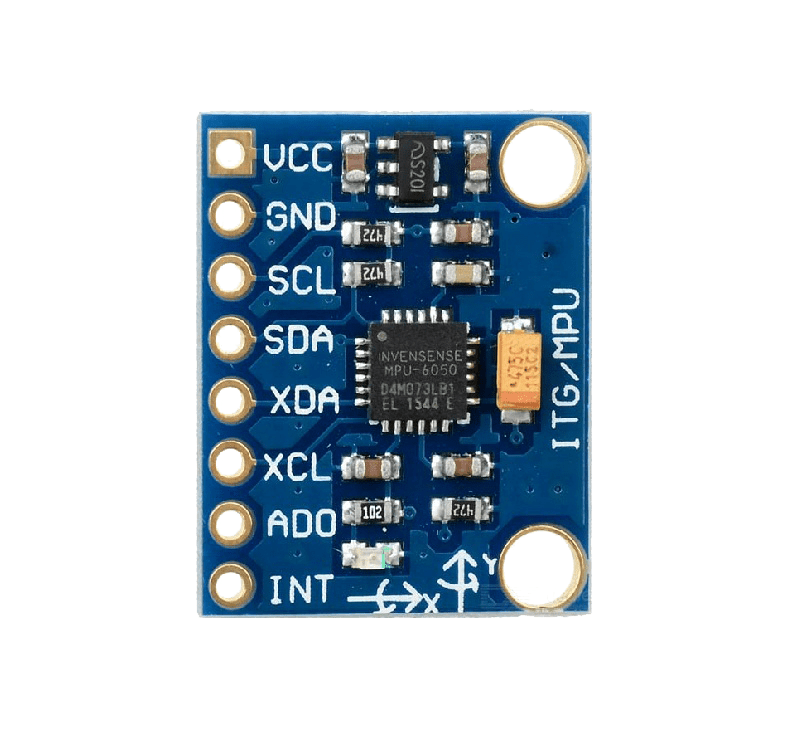 VCC
S20I
GND
472
SCL
472
SDA
INVENSENSE
MPU-6050
D4M073LB1
EL 1544 E
475C
ITG/MPU
XDA
XCL
ADO
102
472
INT
X
Y